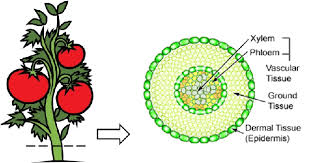 Xylem
Phloem
Vascular
Tissue
Ground
Tissue
Dermal Tissue
(Epidermis)